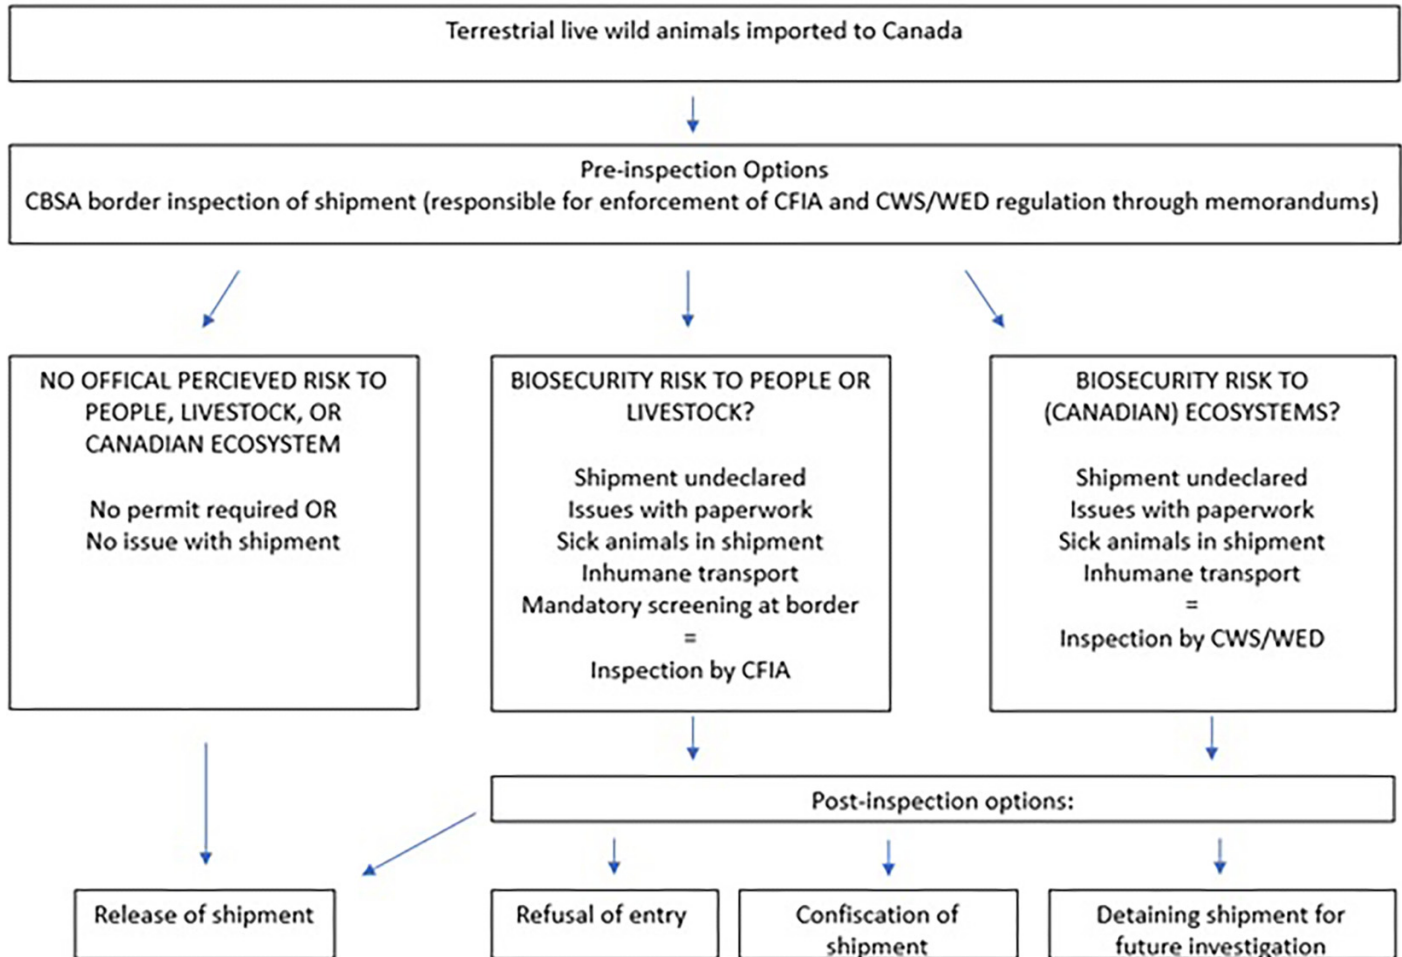 Terrestrial live wild animals imported to Canada
Pre-inspection Options
CBSA border inspection of shipment (responsible for enforcement of CFIA and CWS/WED regulation through memorandums)
NO OFFICAL PERCIEVED RISK TO
PEOPLE, LIVESTOCK, OR
CANADIAN ECOSYSTEM
No permit required OR
No issue with shipment
BIOSECURITY RISK TO PEOPLE OR
LIVESTOCK?
Shipment undeclared
Issues with paperwork
Sick animals in shipment
Inhumane transport
Mandatory screening at border
=
Inspection by CFIA
BIOSECURITY RISK TO
(CANADIAN) ECOSYSTEMS?
Shipment undeclared
Issues with paperwork
Sick animals in shipment
Inhumane transport
=
Inspection by CWS/WED
Post-inspection options:
Release of shipment
Refusal of entry
Confiscation of
shipment
Detaining shipment for
future investigation